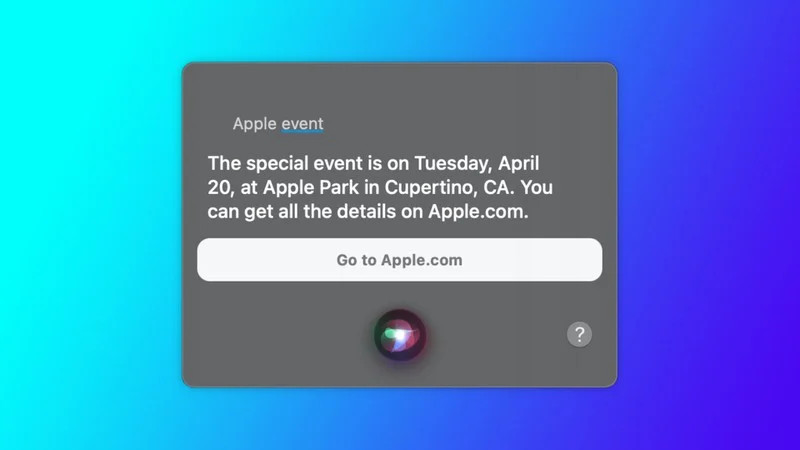 Apple event
The special event is on Tuesday, April
20, at Apple Park in Cupertino, CA. You
can get all the details on Apple.com.
Go to Apple.com
?